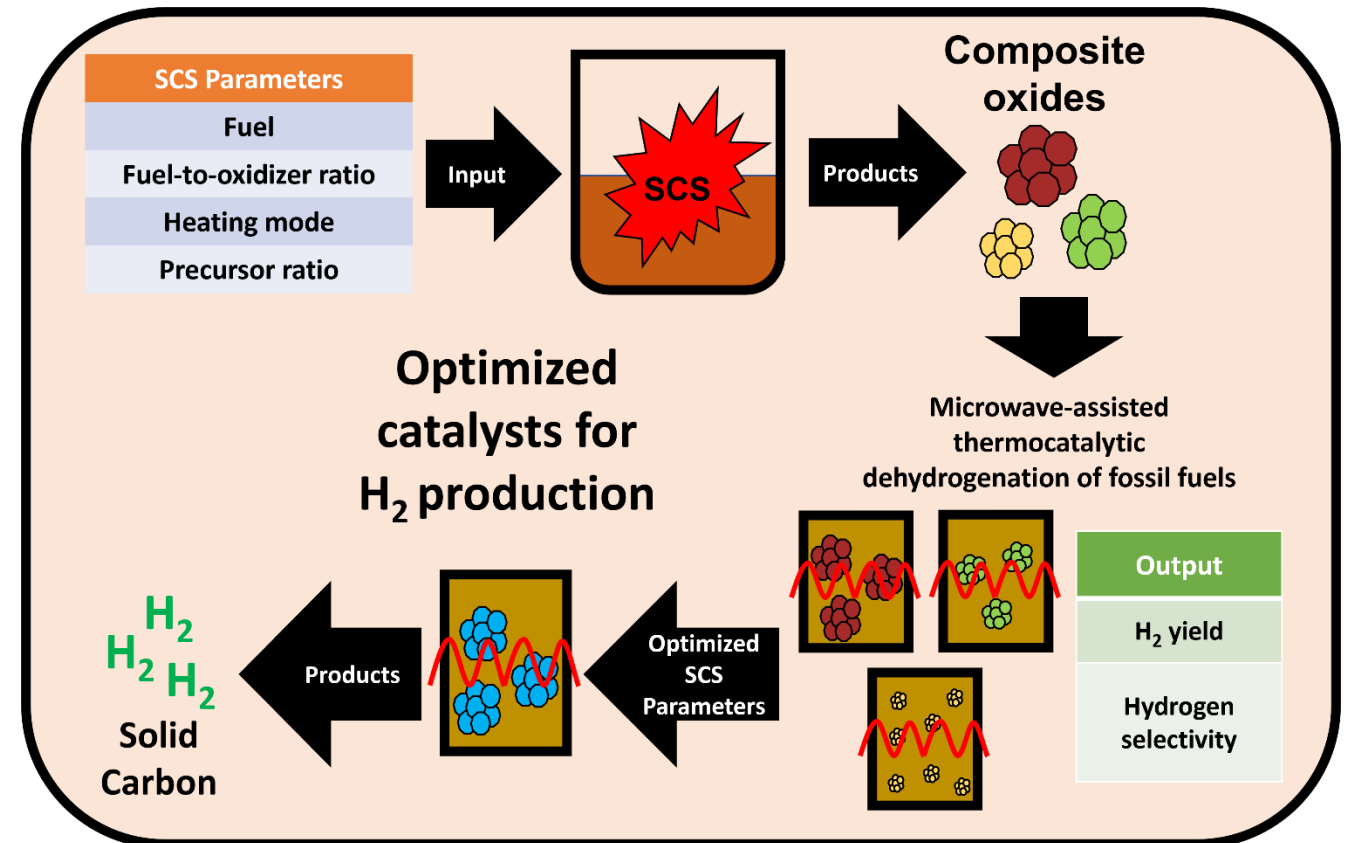 SCS Parameters
Fuel
Fuel-to-oxidizer ratio
Heating mode
Precursor ratio
Input
SCS
Products
Composite
oxides
Microwave-assisted
thermocatalytic
dehydrogenation of fossil fuels
Output
H₂ yield
Hydrogen
selectivity
Optimized
SCS
Parameters
Optimized
catalysts for
H₂ production
Products
H₂
H₂
H₂
Solid
Carbon